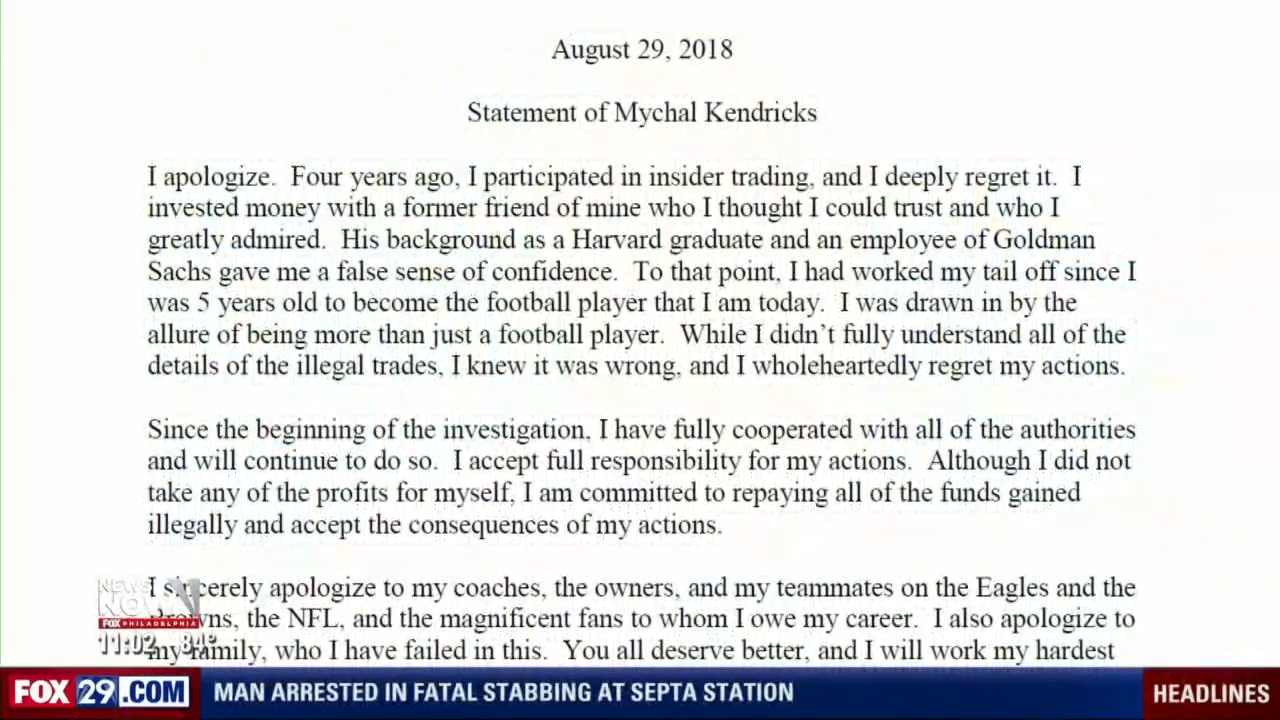 August 29, 2018
Statement of Mychal Kendricks
I apologize.  Four years ago, I participated in insider trading, and I deeply regret it.  I
invested money with a former friend of mine who I thought I could trust and who I
greatly admired.  His background as a Harvard graduate and an employee of Goldman
Sachs gave me a false sense of confidence.  To that point, I had worked my tail off since I
was 5 years old to become the football player that I am today.  I was drawn in by the
allure of being more than just a football player.  While I didn’t fully understand all of the
details of the illegal trades, I knew it was wrong, and I wholeheartedly regret my actions.
Since the beginning of the investigation, I have fully cooperated with all of the authorities
and will continue to do so.  I accept full responsibility for my actions.  Although I did not
take any of the profits for myself, I am committed to repaying all of the funds gained
illegally and accept the consequences of my actions.
I sincerely apologize to my coaches, the owners, and my teammates on the Eagles and the
Browns, the NFL, and the magnificent fans to whom I owe my career.  I also apologize to
my family, who I have failed in this.  You all deserve better, and I will work my hardest
NEWS
NOW
FOX PHILADELPHIA
11:02 84°
FOX 29.COM MAN ARRESTED IN FATAL STABBING AT SEPTA STATION HEADLINES